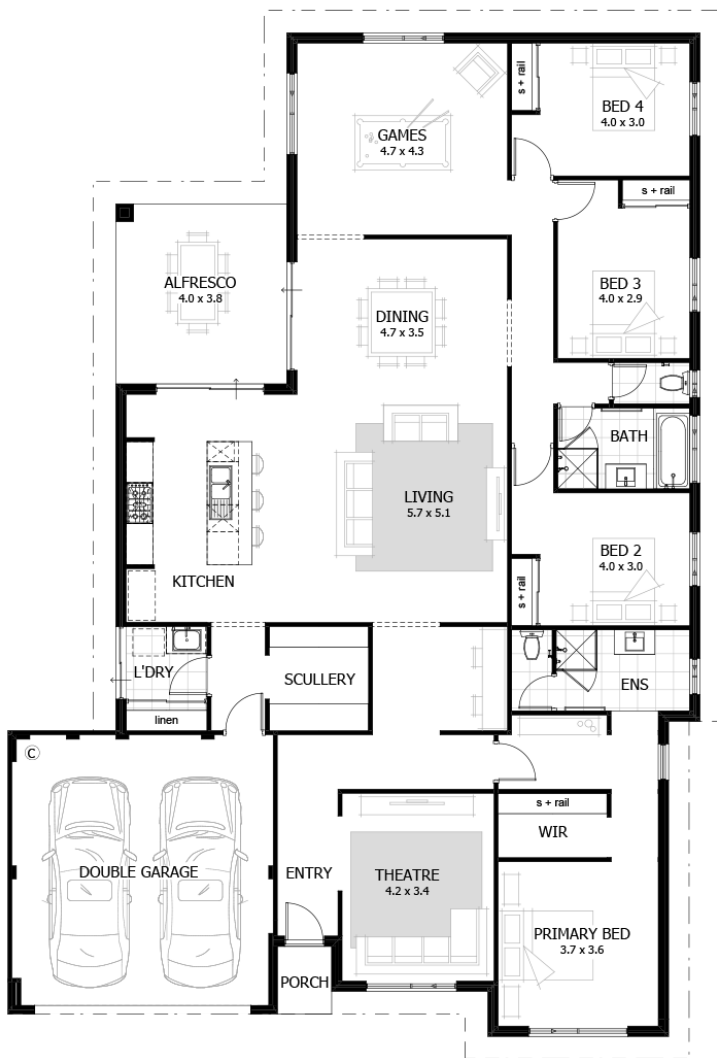 s + rail
BED 4
4.0 x 3.0
GAMES
4.7 x 4.3
s + rail
ALFRESCO
4.0 x 3.8
BED 3
4.0 x 2.9
DINING
4.7 x 3.5
BATH
LIVING
5.7 x 5.1
BED 2
4.0 x 3.0
KITCHEN
s + rail
L'DRY
SCULLERY
ENS
linen
C
s + rail
WIR
DOUBLE GARAGE
ENTRY
THEATRE
4.2 x 3.4
PRIMARY BED
3.7 x 3.6
PORCH